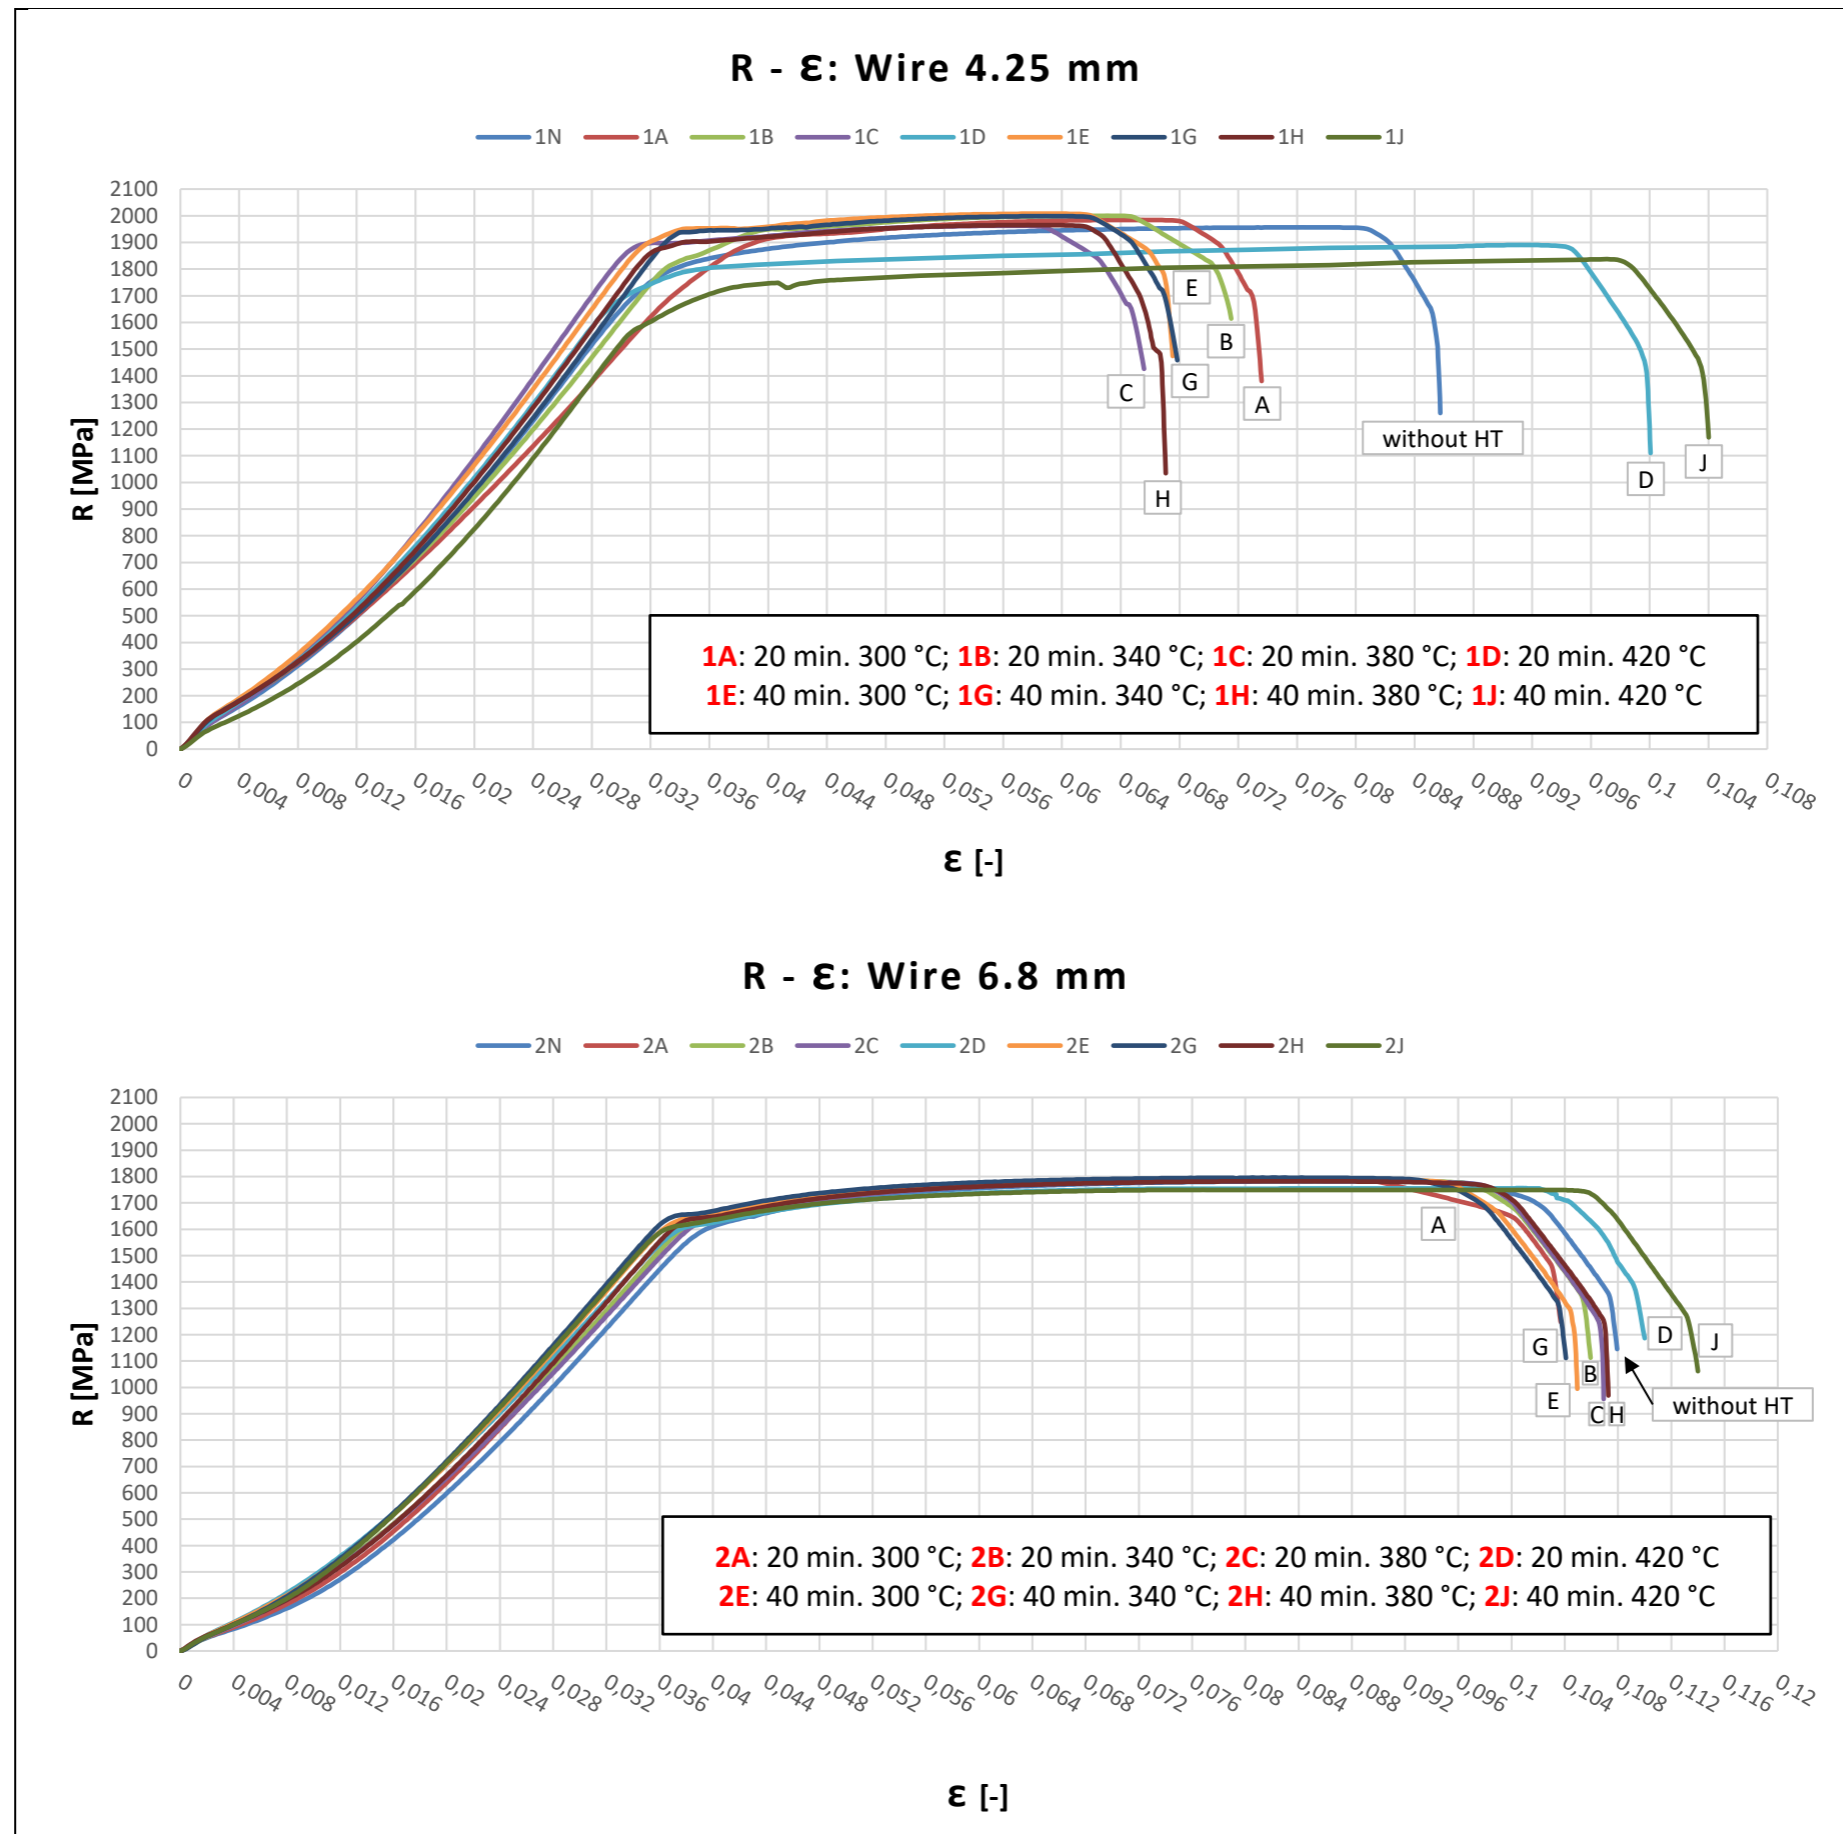 R - ɛ: Wire 4.25 mm
1N 1A 1B 1C 1D 1E 1G 1H 1J
2100
2000
1900
1800
1700
1600
1500
1400
1300
1200
1100
1000
900
800
700
600
500
400
300
200
100
0
R [MPa]
E
B
G
C
A
without HT
J
D
H
1A: 20 min. 300 °C; 1B: 20 min. 340 °C; 1C: 20 min. 380 °C; 1D: 20 min. 420 °C
1E: 40 min. 300 °C; 1G: 40 min. 340 °C; 1H: 40 min. 380 °C; 1J: 40 min. 420 °C
0 0,004 0,008 0,012 0,016 0,02 0,024 0,028 0,032 0,036 0,04 0,044 0,048 0,052 0,056 0,06 0,064 0,068 0,072 0,076 0,08 0,084 0,088 0,092 0,096 0,1 0,104 0,108
ɛ [-]
R - ɛ: Wire 6.8 mm
2N 2A 2B 2C 2D 2E 2G 2H 2J
2100
2000
1900
1800
1700
1600
1500
1400
1300
1200
1100
1000
900
800
700
600
500
400
300
200
100
0
R [MPa]
A
D
J
G
B
E
C
H
without HT
2A: 20 min. 300 °C; 2B: 20 min. 340 °C; 2C: 20 min. 380 °C; 2D: 20 min. 420 °C
2E: 40 min. 300 °C; 2G: 40 min. 340 °C; 2H: 40 min. 380 °C; 2J: 40 min. 420 °C
0 0,004 0,008 0,012 0,016 0,02 0,024 0,028 0,032 0,036 0,04 0,044 0,048 0,052 0,056 0,06 0,064 0,068 0,072 0,076 0,08 0,084 0,088 0,092 0,096 0,1 0,104 0,108 0,112 0,116 0,12
ɛ [-]